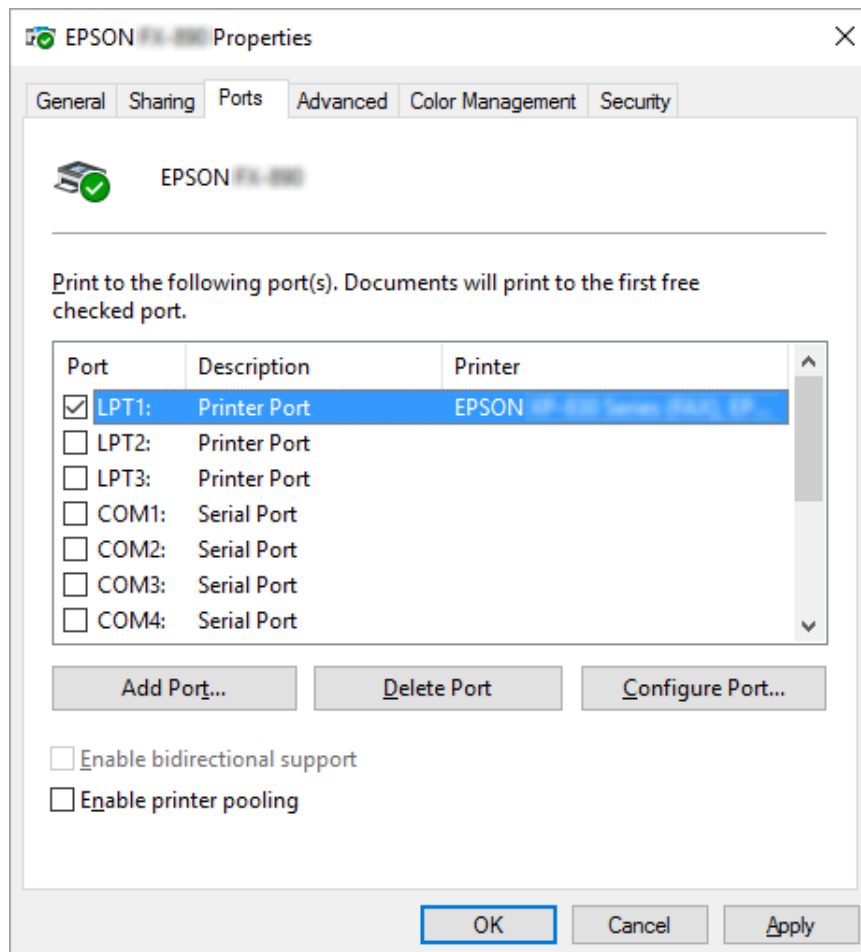 EPSON Properties
General Sharing Ports Advanced Color Management Security
EPSON
Print to the following port(s). Documents will print to the first free
checked port.
Port Description Printer
LPT1: Printer Port EPSON
LPT2: Printer Port
LPT3: Printer Port
COM1: Serial Port
COM2: Serial Port
COM3: Serial Port
COM4: Serial Port
Add Port... Delete Port Configure Port...
Enable bidirectional support
Enable printer pooling
OK Cancel Apply